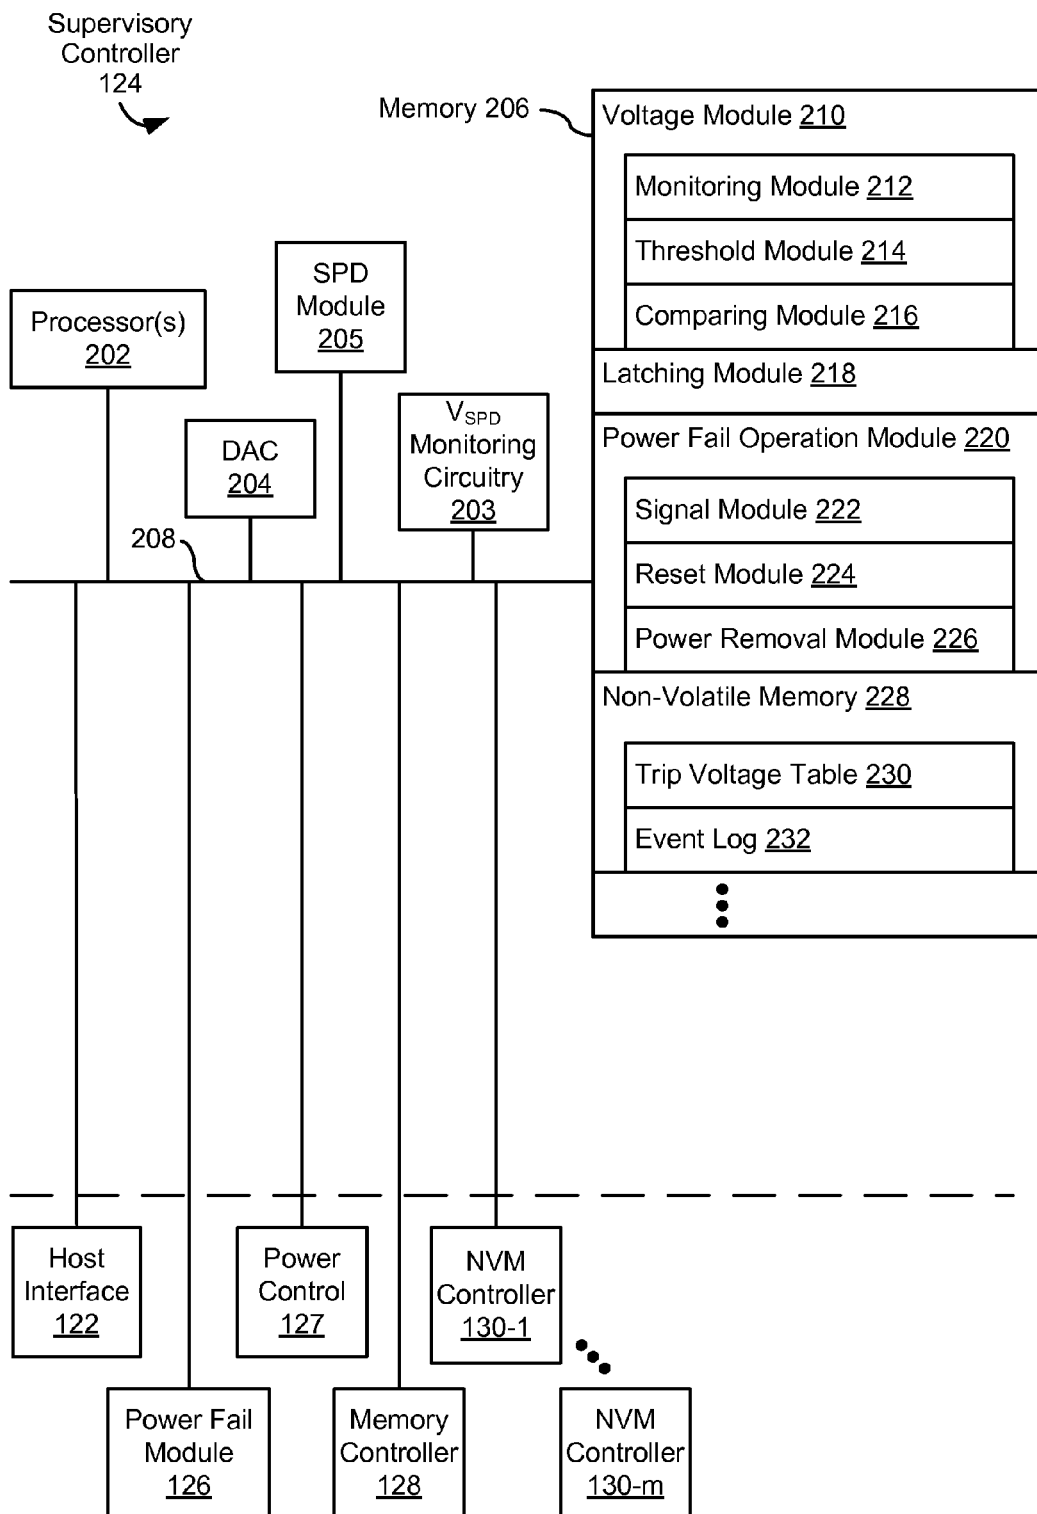 Supervisory
Controller
124
Memory 206
Voltage Module 210
Monitoring Module 212
Threshold Module 214
Comparing Module 216
Latching Module 218
Power Fail Operation Module 220
Signal Module 222
Reset Module 224
Power Removal Module 226
Non-Volatile Memory 228
Trip Voltage Table 230
Event Log 232
Processor(s)
202
DAC
204
SPD
Module
205
VSPD
Monitoring
Circuitry
203
208
Host
Interface
122
Power Fail
Module
126
Power
Control
127
Memory
Controller
128
NVM
Controller
130-1
NVM
Controller
130-m